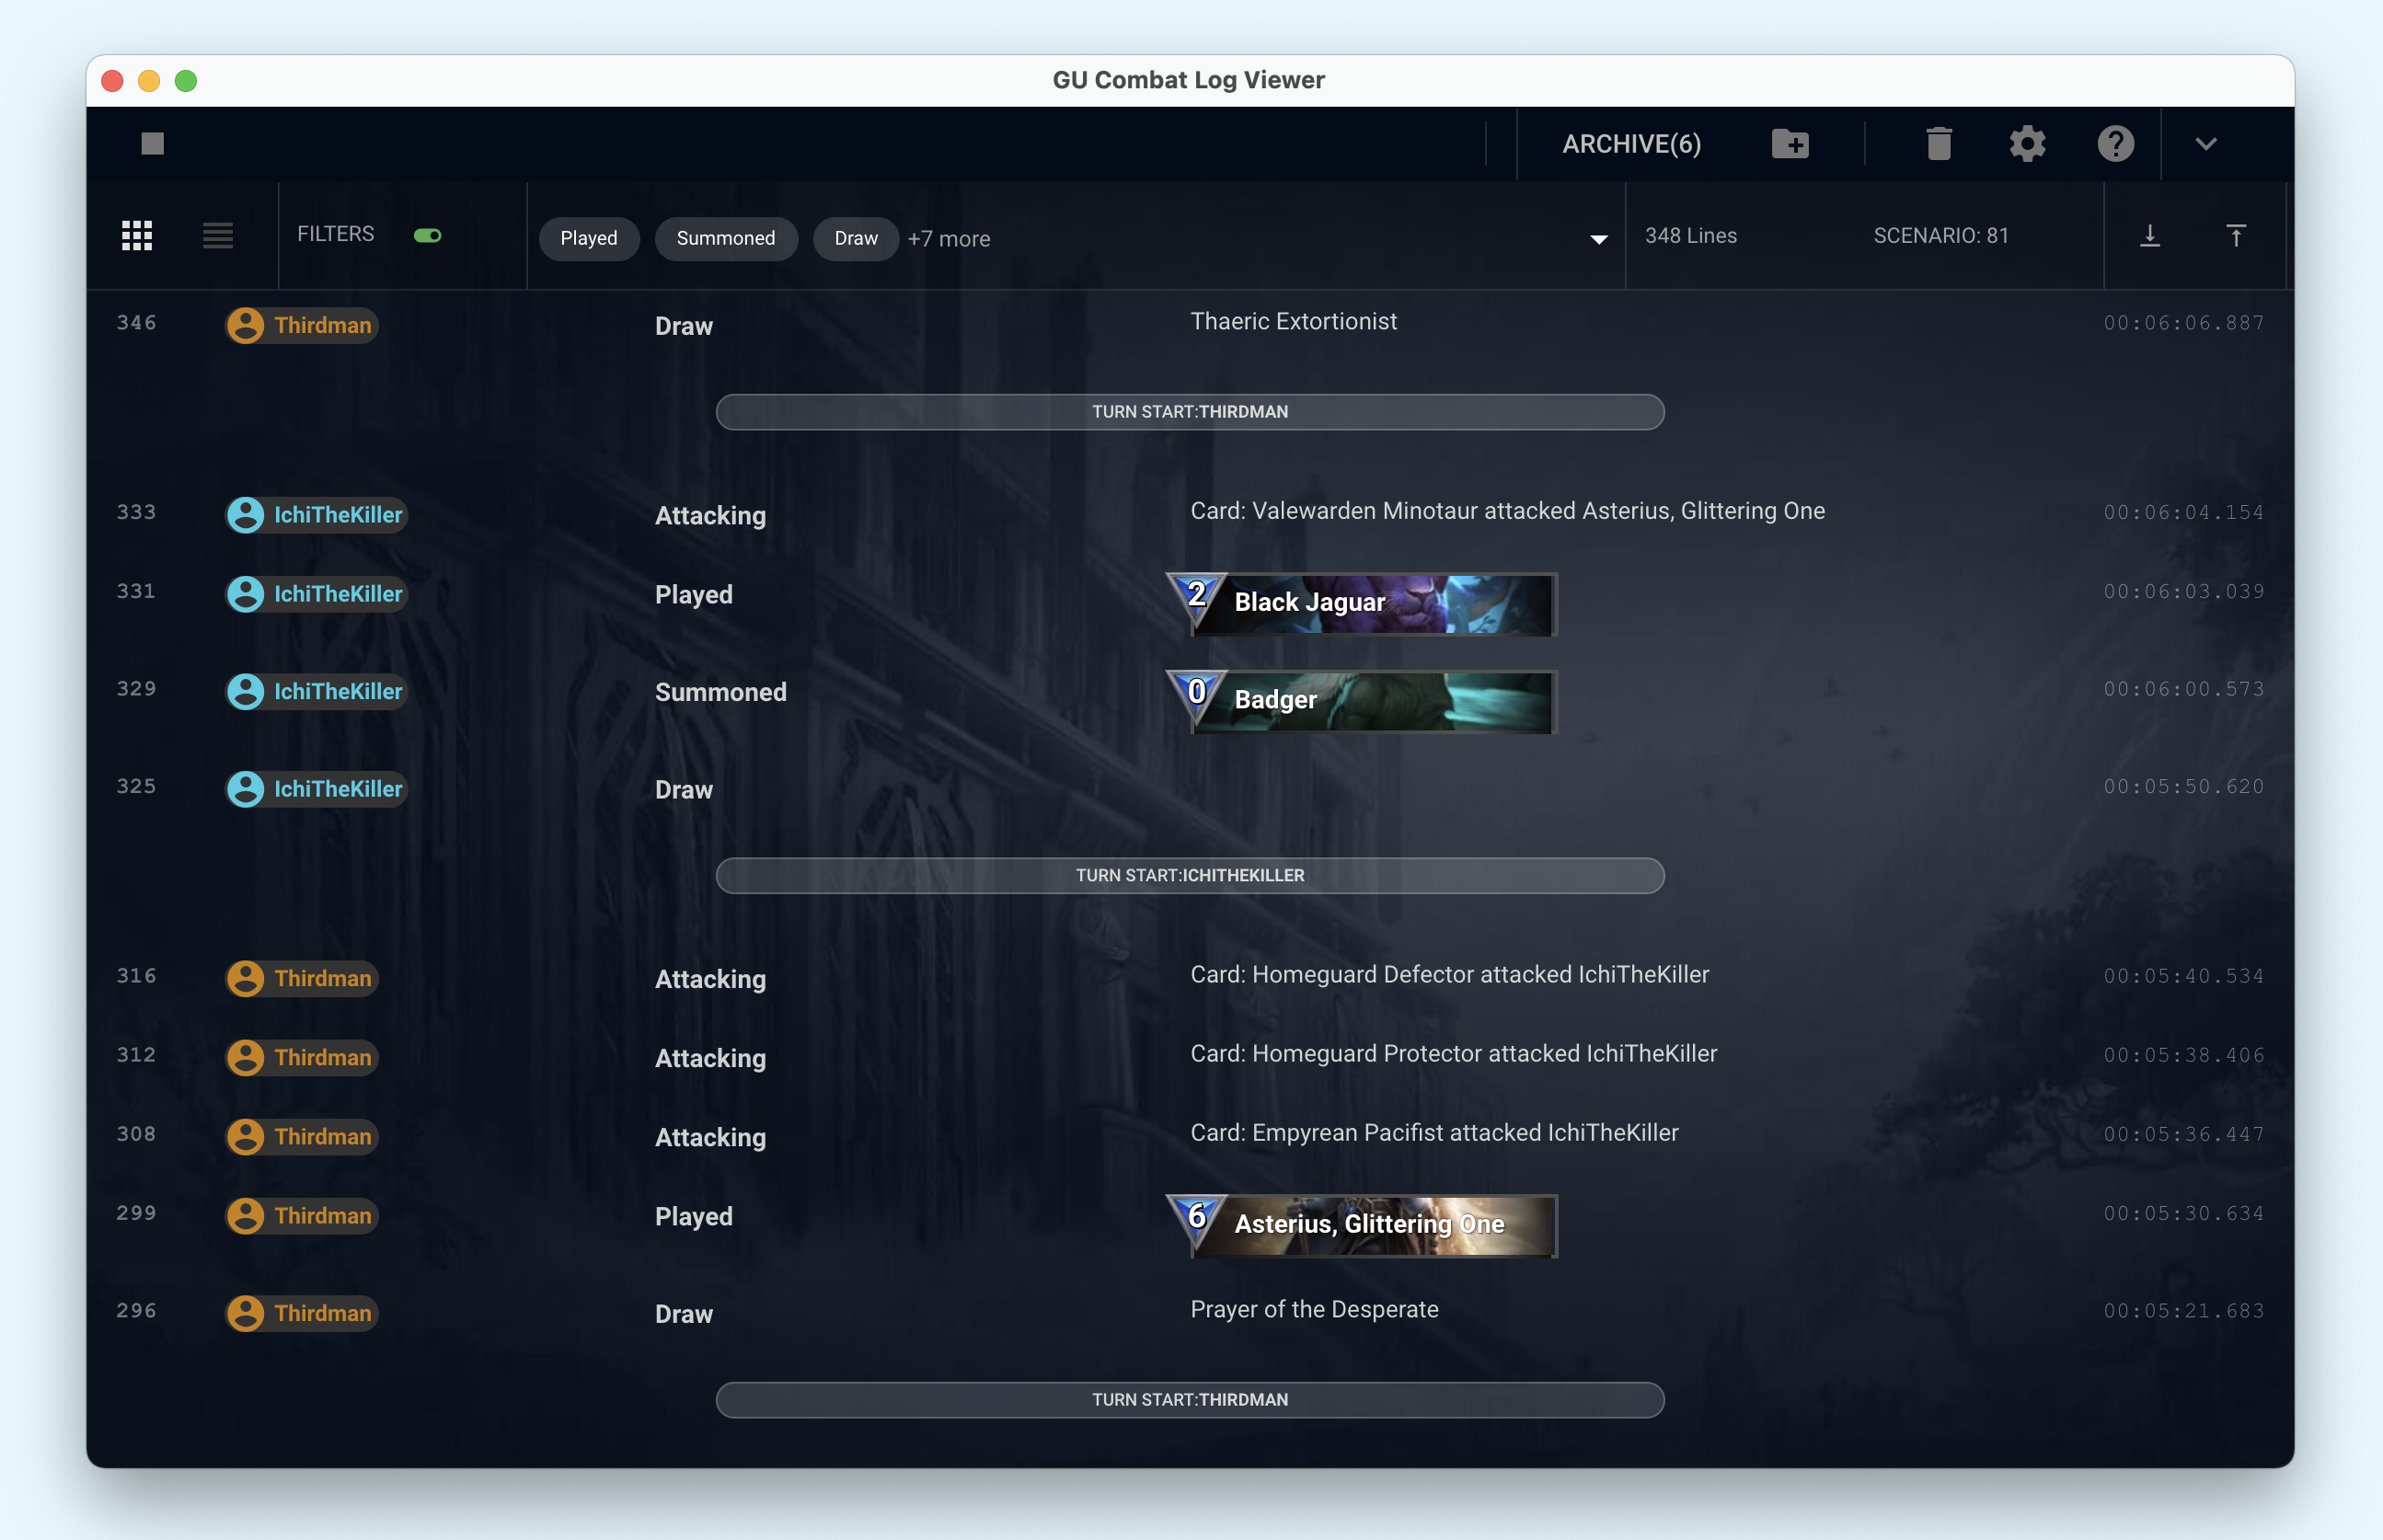 GU Combat Log Viewer
ARCHIVE(6)
FILTERS Played Summoned Draw +7 more 348 Lines SCENARIO: 81
346 Thirdman Draw Thaeric Extortionist 00:06:06.887
TURN START:THIRDMAN
333 IchiTheKiller Attacking Card: Valewarden Minotaur attacked Asterius, Glittering One 00:06:04.154
331 IchiTheKiller Played 2 Black Jaguar 00:06:03.039
329 IchiTheKiller Summoned 0 Badger 00:06:00.573
325 IchiTheKiller Draw 00:05:50.620
TURN START:ICHITHEKILLER
316 Thirdman Attacking Card: Homeguard Defector attacked IchiTheKiller 00:05:40.534
312 Thirdman Attacking Card: Homeguard Protector attacked IchiTheKiller 00:05:38.406
308 Thirdman Attacking Card: Empyrean Pacifist attacked IchiTheKiller 00:05:36.447
299 Thirdman Played 6 Asterius, Glittering One 00:05:30.634
296 Thirdman Draw Prayer of the Desperate 00:05:21.683
TURN START:THIRDMAN